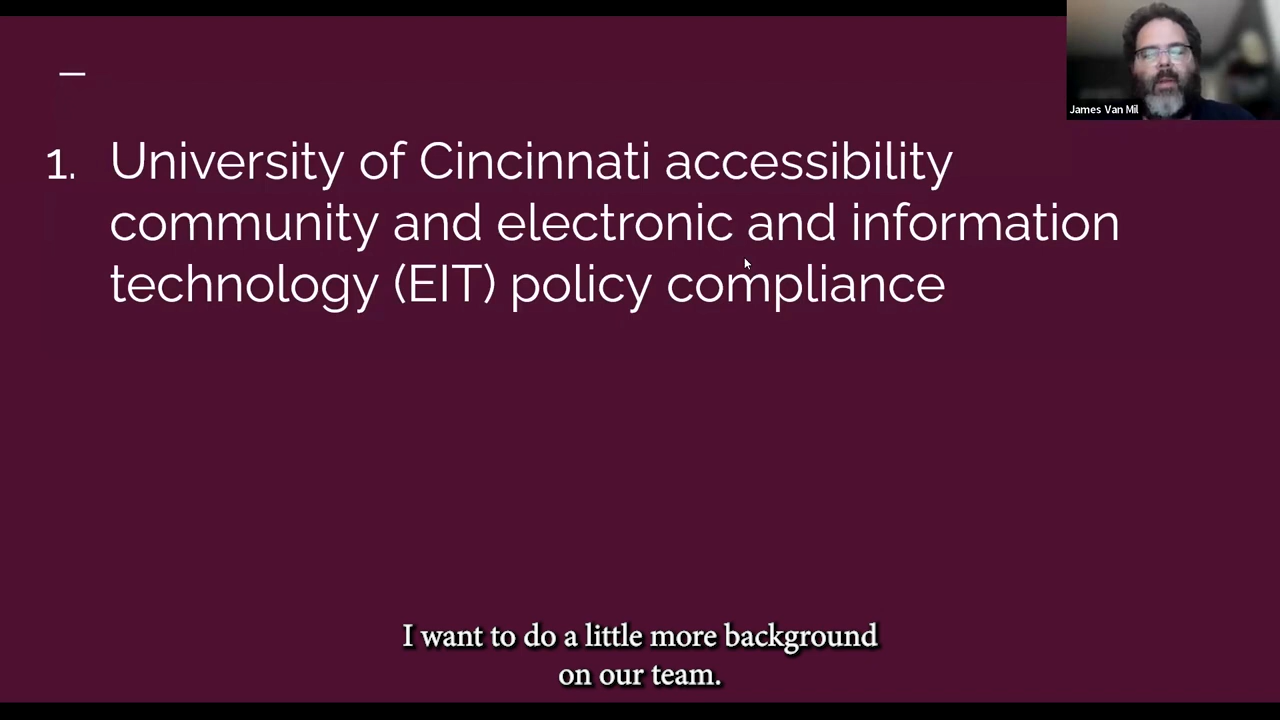 James Van Mil
1. University of Cincinnati accessibility
community and electronic and information
technology (EIT) policy compliance
I want to do a little more background
on our team.